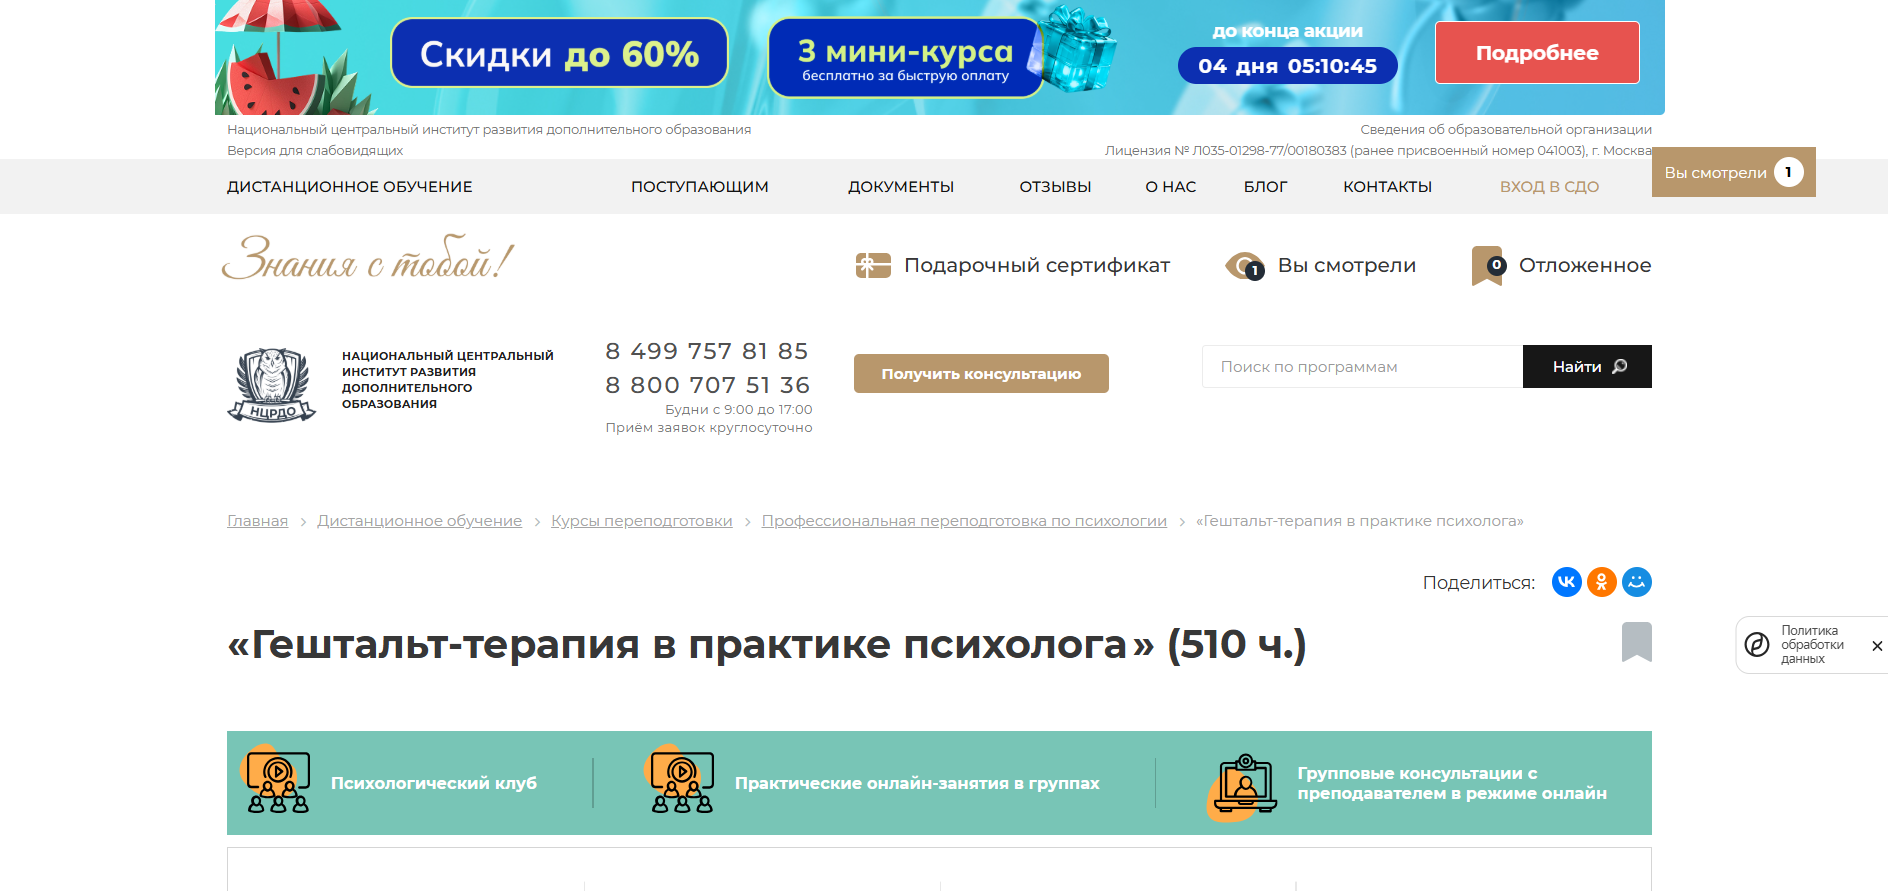 Скидки до 60%
3 мини-курса
бесплатно за быструю оплату
до конца акции
04 дня 05:10:45
Подробнее
Национальный центральный институт развития дополнительного образования
Сведения об образовательной организации
Версия для слабовидящих
Лицензия № Л035-01298-77/00180383 (ранее присвоенный номер 041003), г. Москва
Вы смотрели 1
ДИСТАНЦИОННОЕ ОБУЧЕНИЕ ПОСТУПАЮЩИМ ДОКУМЕНТЫ ОТЗЫВЫ О НАС БЛОГ КОНТАКТЫ ВХОД В СДО
Знания с тобой!
Подарочный сертификат
1 Вы смотрели
0 Отложенное
НЦРДО
НАЦИОНАЛЬНЫЙ ЦЕНТРАЛЬНЫЙ
ИНСТИТУТ РАЗВИТИЯ
ДОПОЛНИТЕЛЬНОГО
ОБРАЗОВАНИЯ
8 499 757 81 85
8 800 707 51 36
Будни с 9:00 до 17:00
Приём заявок круглосуточно
Получить консультацию
Поиск по программам
Найти
Главная > Дистанционное обучение > Курсы переподготовки > Профессиональная переподготовка по психологии > «Гештальт-терапия в практике психолога»
Поделиться:
«Гештальт-терапия в практике психолога» (510 ч.)
Политика
обработки
данных
Психологический клуб
Практические онлайн-занятия в группах
Групповые консультации с
преподавателем в режиме онлайн